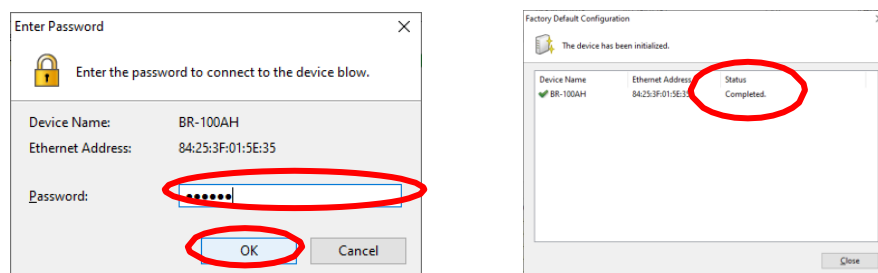 Enter Password
Enter the password to connect to the device blow.
Device Name: BR-100AH
Ethernet Address: 84:25:3F:01:5E:35
Password: ●●●●●●
OK Cancel
Factory Default Configuration
The device has been initialized.
Device Name Ethernet Address Status
BR-100AH 84:25:3F:01:5E:35 Completed.
Close